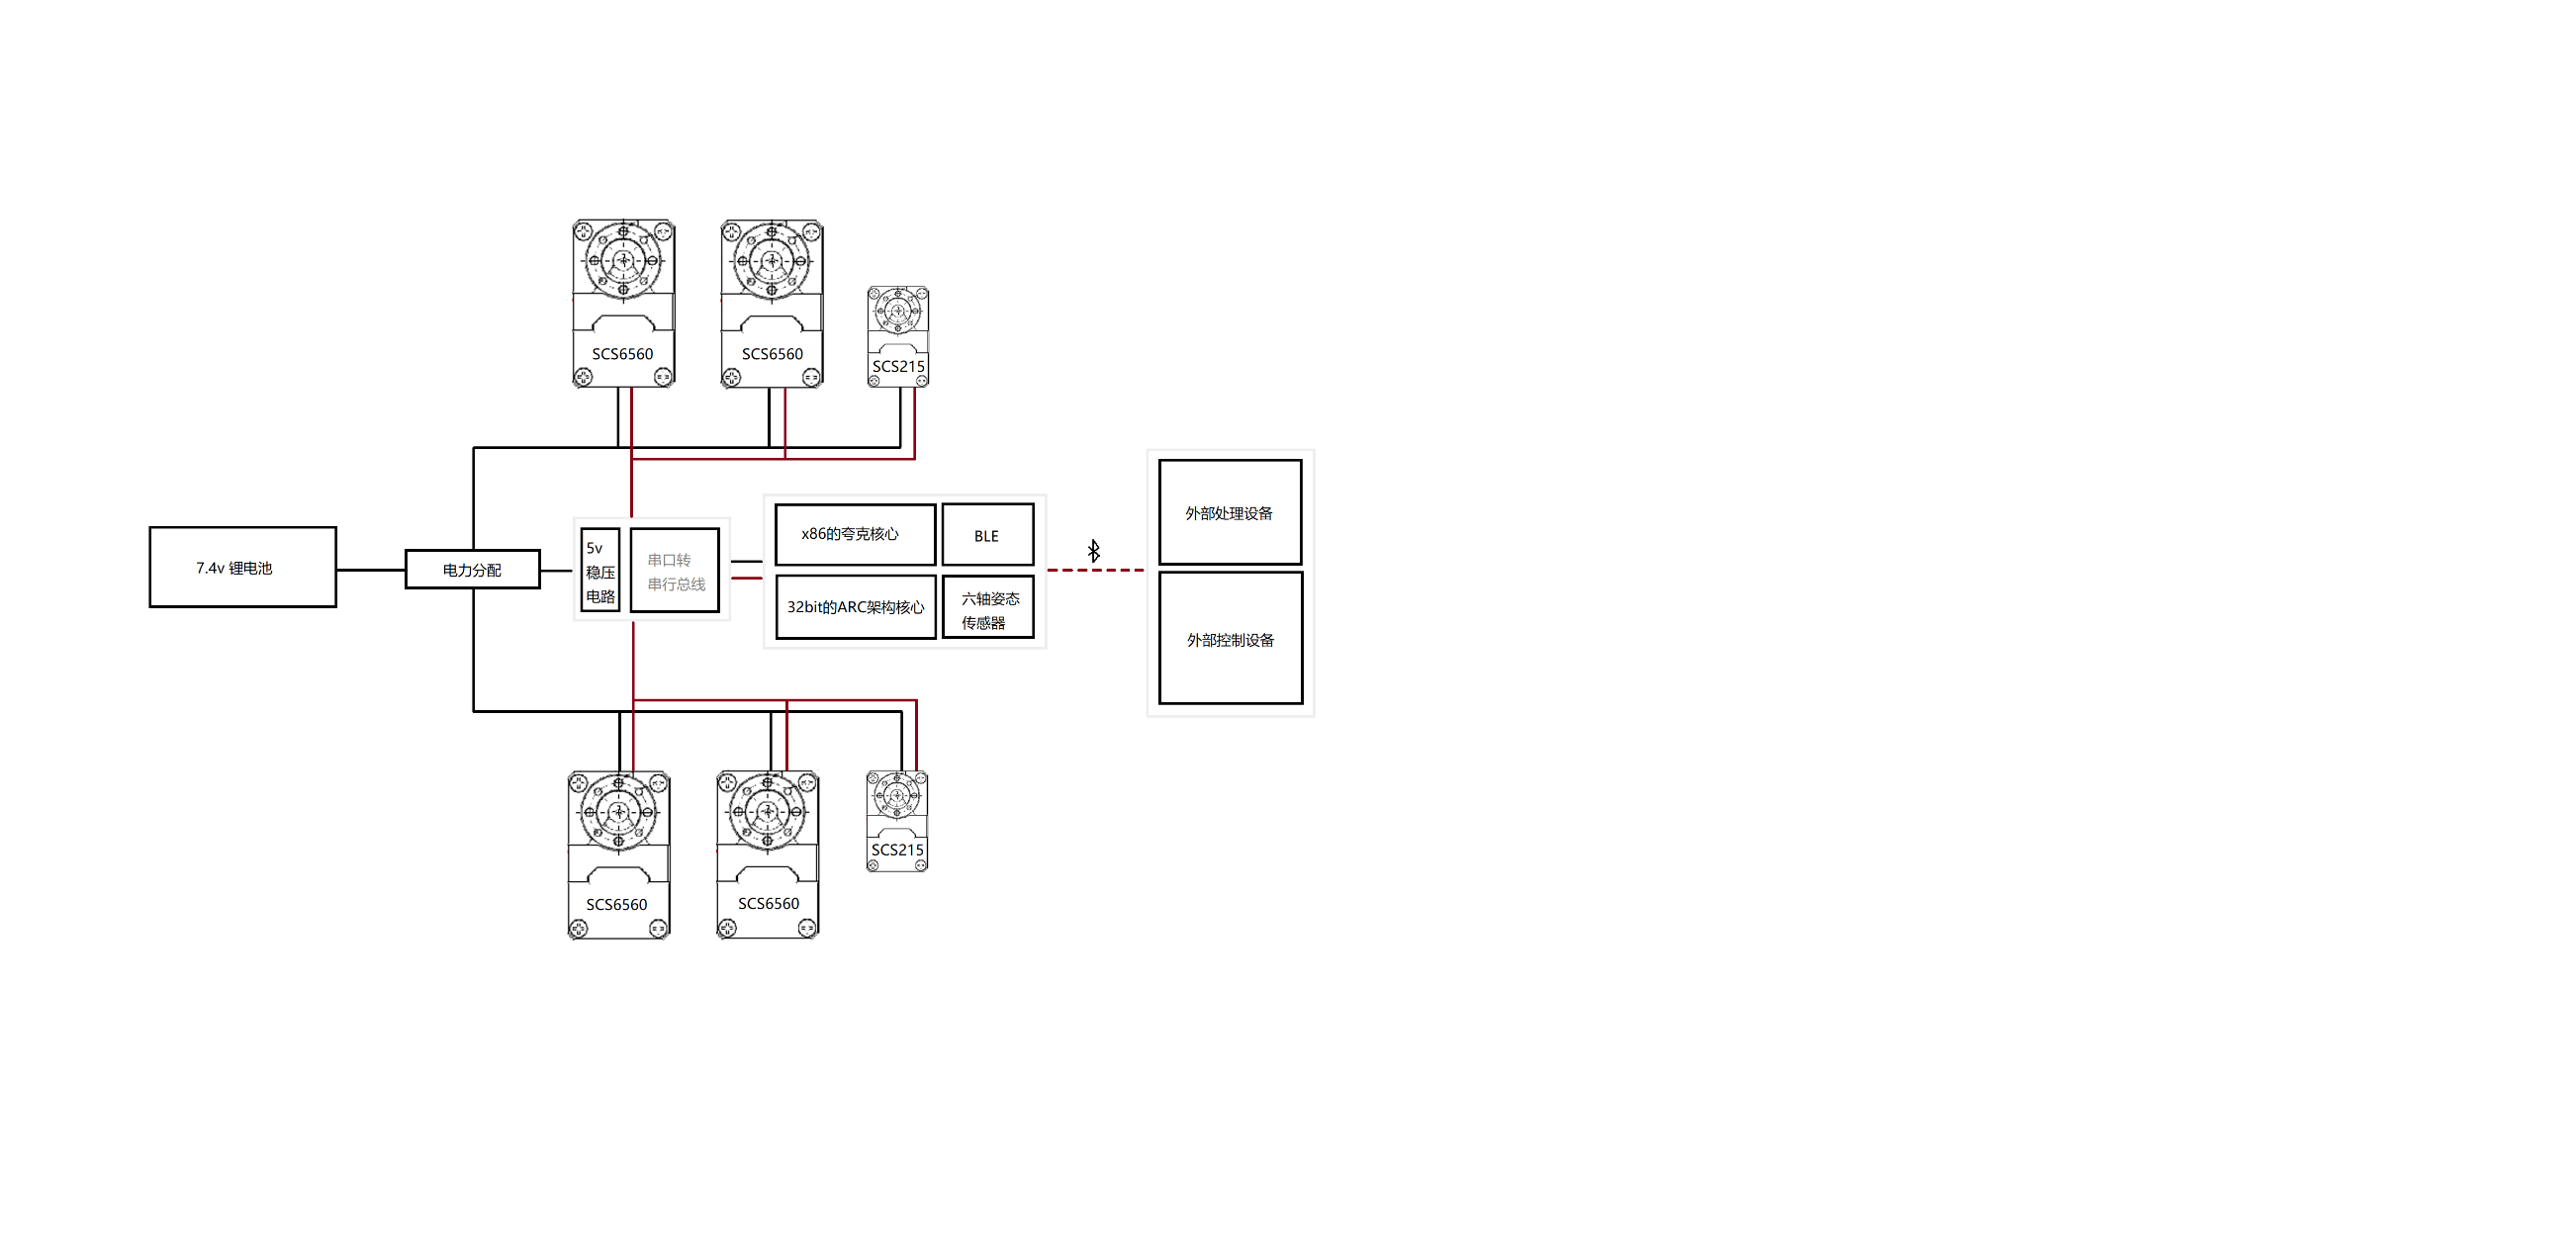 SCS6560
SCS6560
SCS215
7.4v 锂电池
电力分配
5v
稳压
电路
串口转
串行总线
x86的夸克核心
BLE
32bit的ARC架构核心
六轴姿态
传感器
外部处理设备
外部控制设备
SCS6560
SCS6560
SCS215